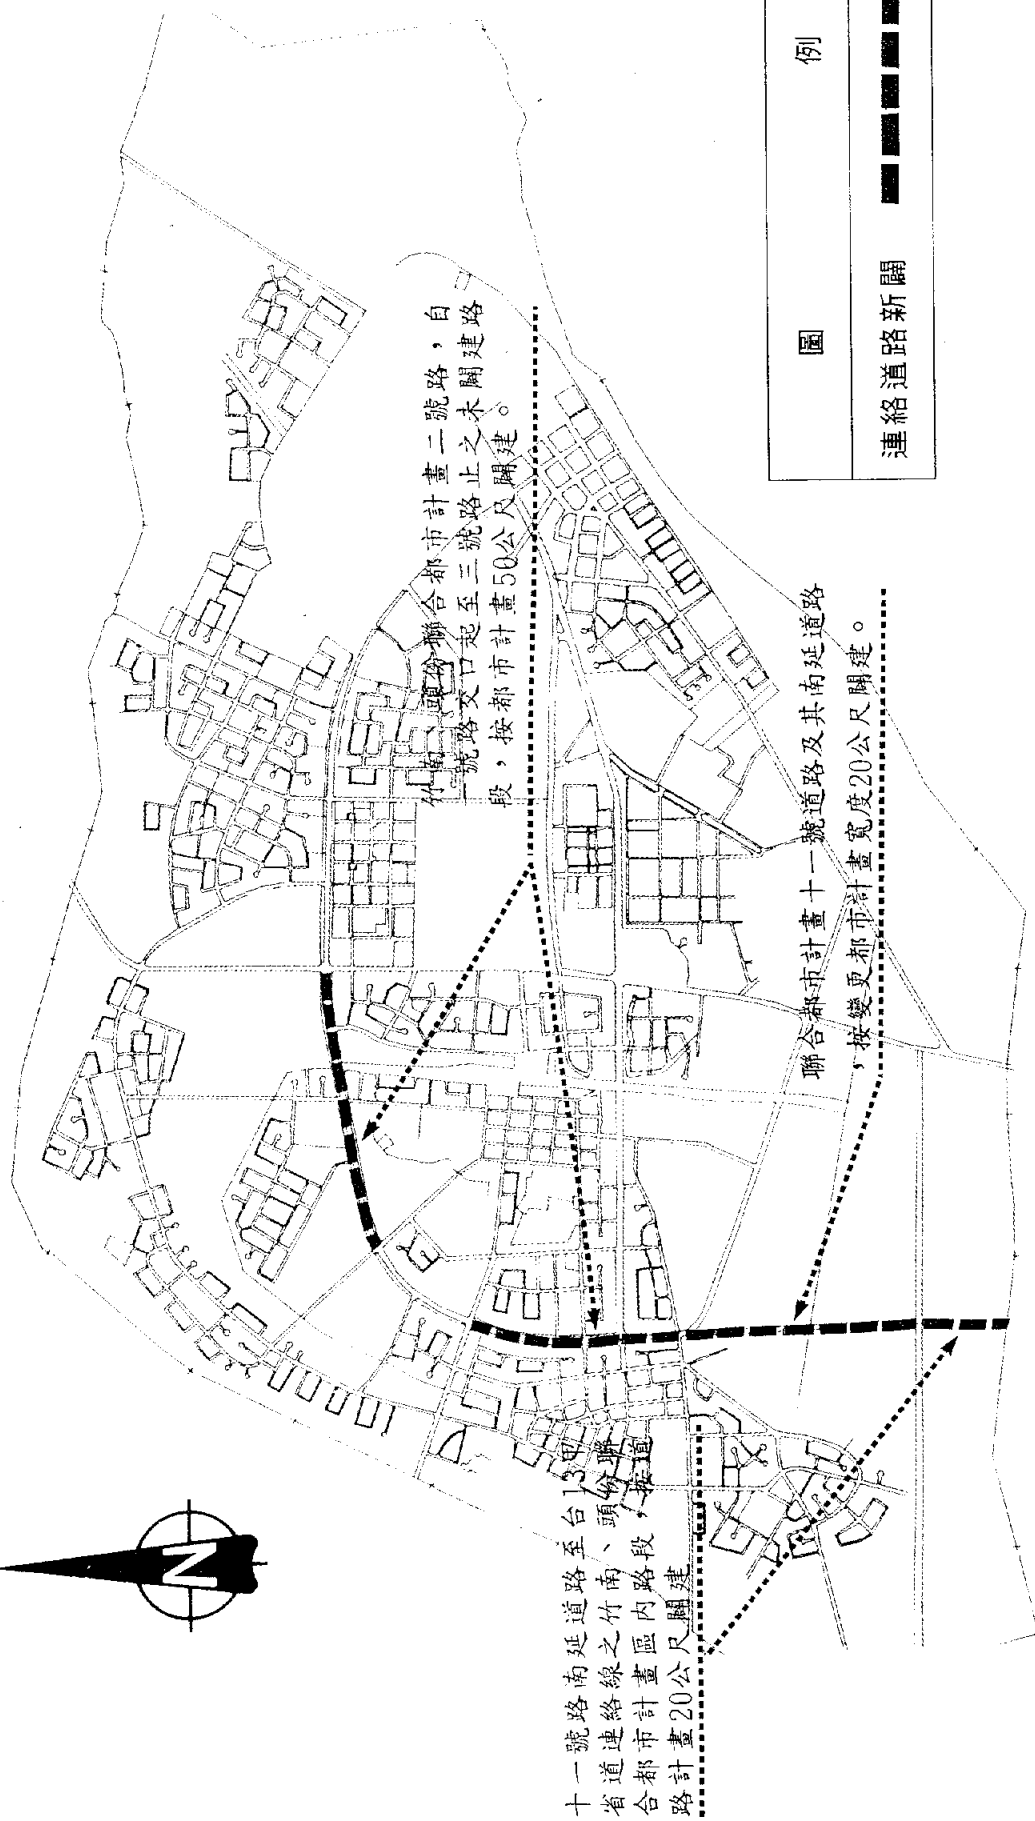 N
竹南、頭份聯合都市計畫二號路，自
一號路交口起至三號路止之未闢建路
段，按都市計畫50公尺闢建。
聯合都市計畫十一號道路及其南延道路
，按變更都市計畫寬度20公尺闢建。
十一號路南延道路至台13甲
省道連絡線之竹南、頭份聯
合都市計畫區內路段，按道
路計畫20公尺闢建
圖 例
連絡道路新闢